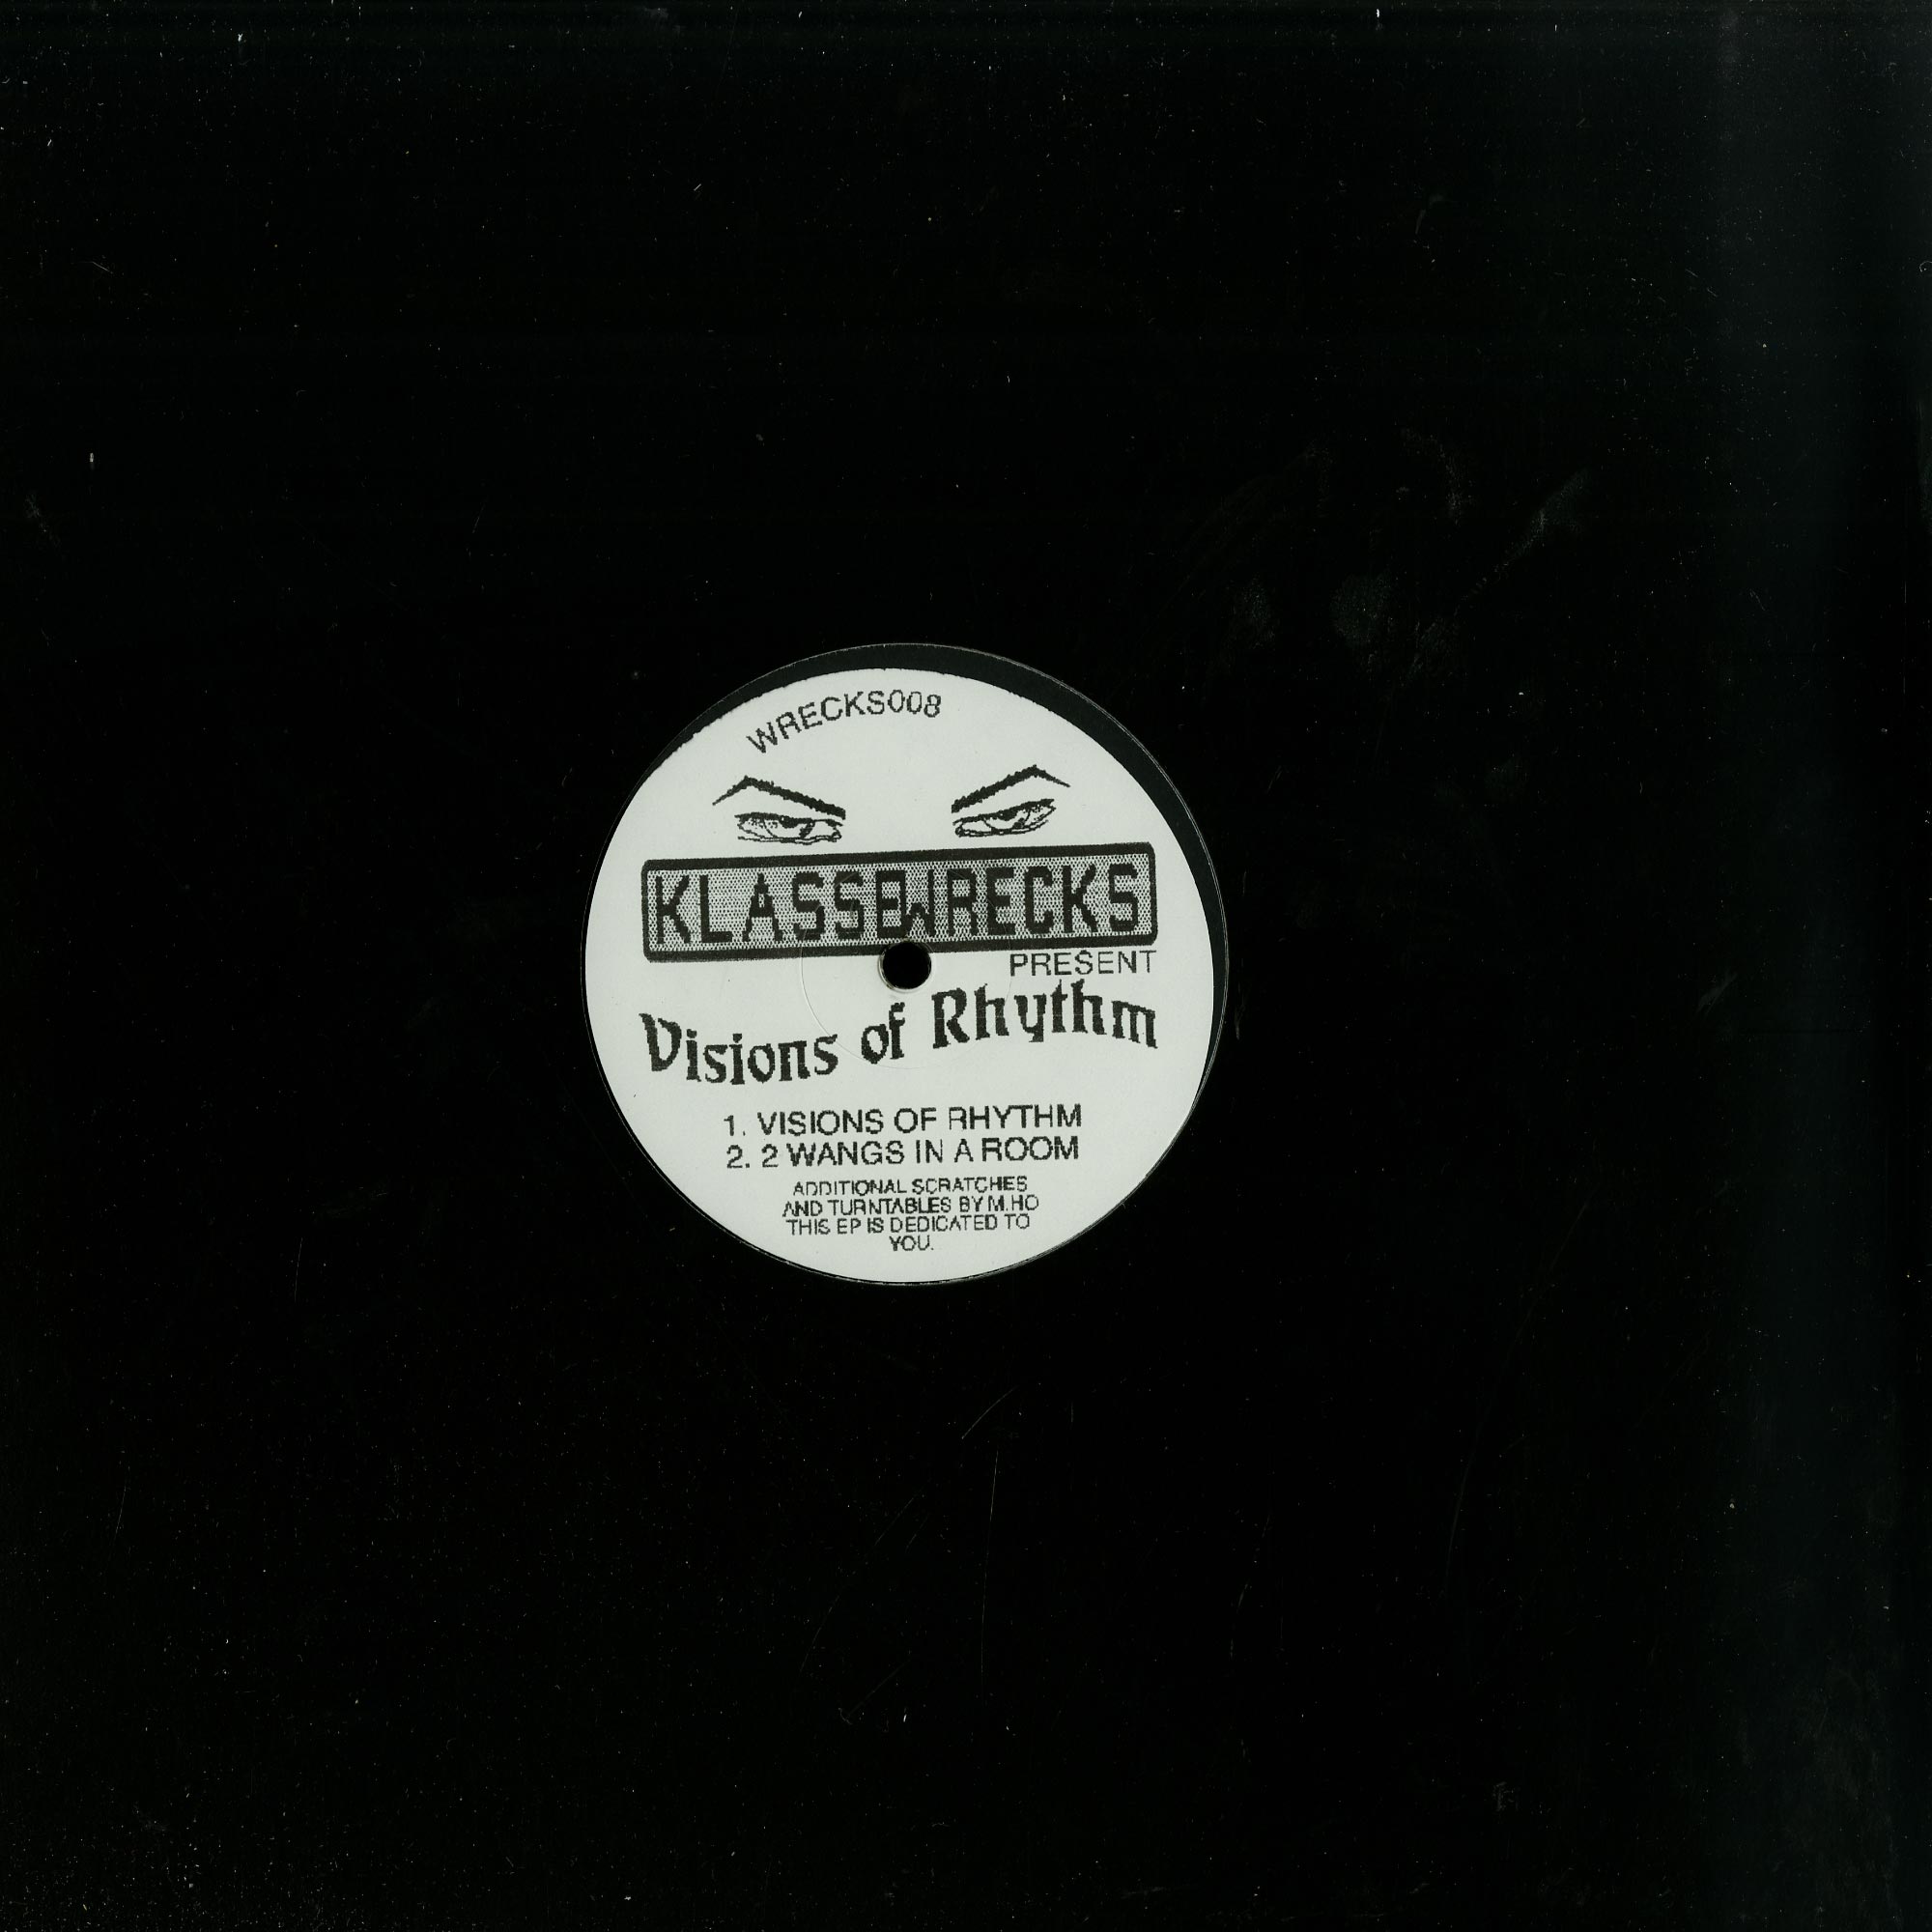 WRECKS008
KLASSEWRECKS
PRESENT
Visions of Rhythm
1. VISIONS OF RHYTHM
2. 2 WANGS IN A ROOM
ADDITIONAL SCRATCHES
AND TURNTABLES BY M.HO
THIS EP IS DEDICATED TO
YOU.